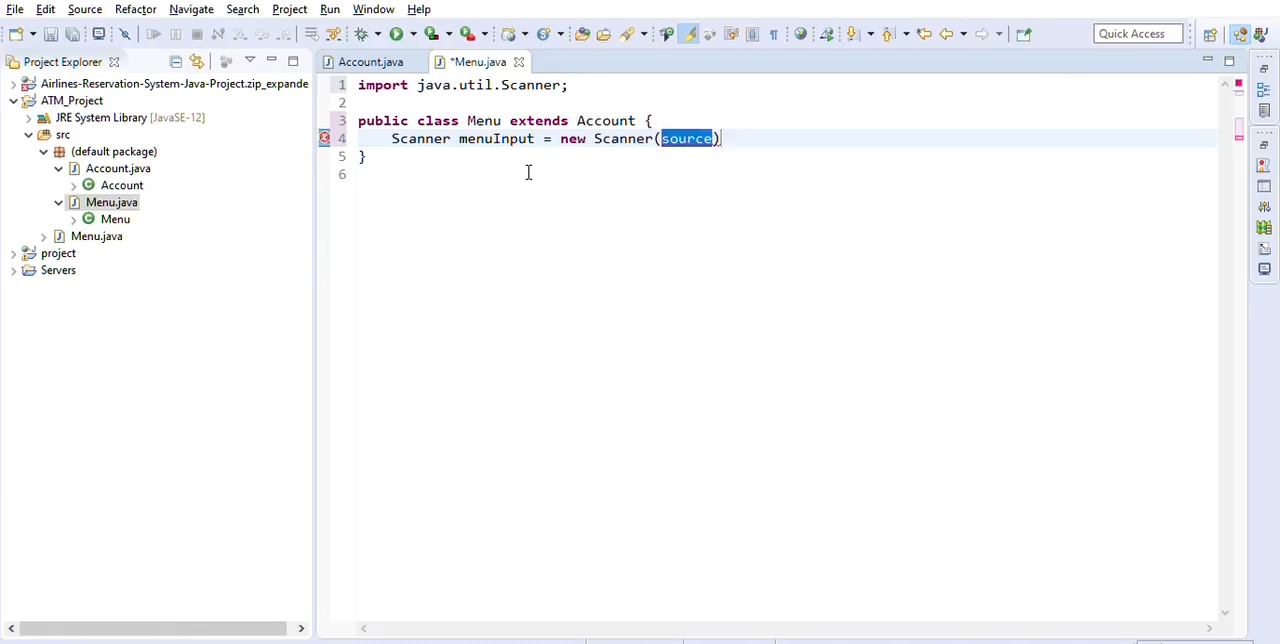 File Edit Source Refactor Navigate Search Project Run Window Help
Quick Access
Project Explorer
Account.java *Menu.java
Airlines-Reservation-System-Java-Project.zip_expande
ATM_Project
JRE System Library [JavaSE-12]
src
(default package)
Account.java
Account
Menu.java
Menu
Menu.java
project
Servers
1 import java.util.Scanner;
2
3 public class Menu extends Account {
4 Scanner menuInput = new Scanner(source)
5 }
6